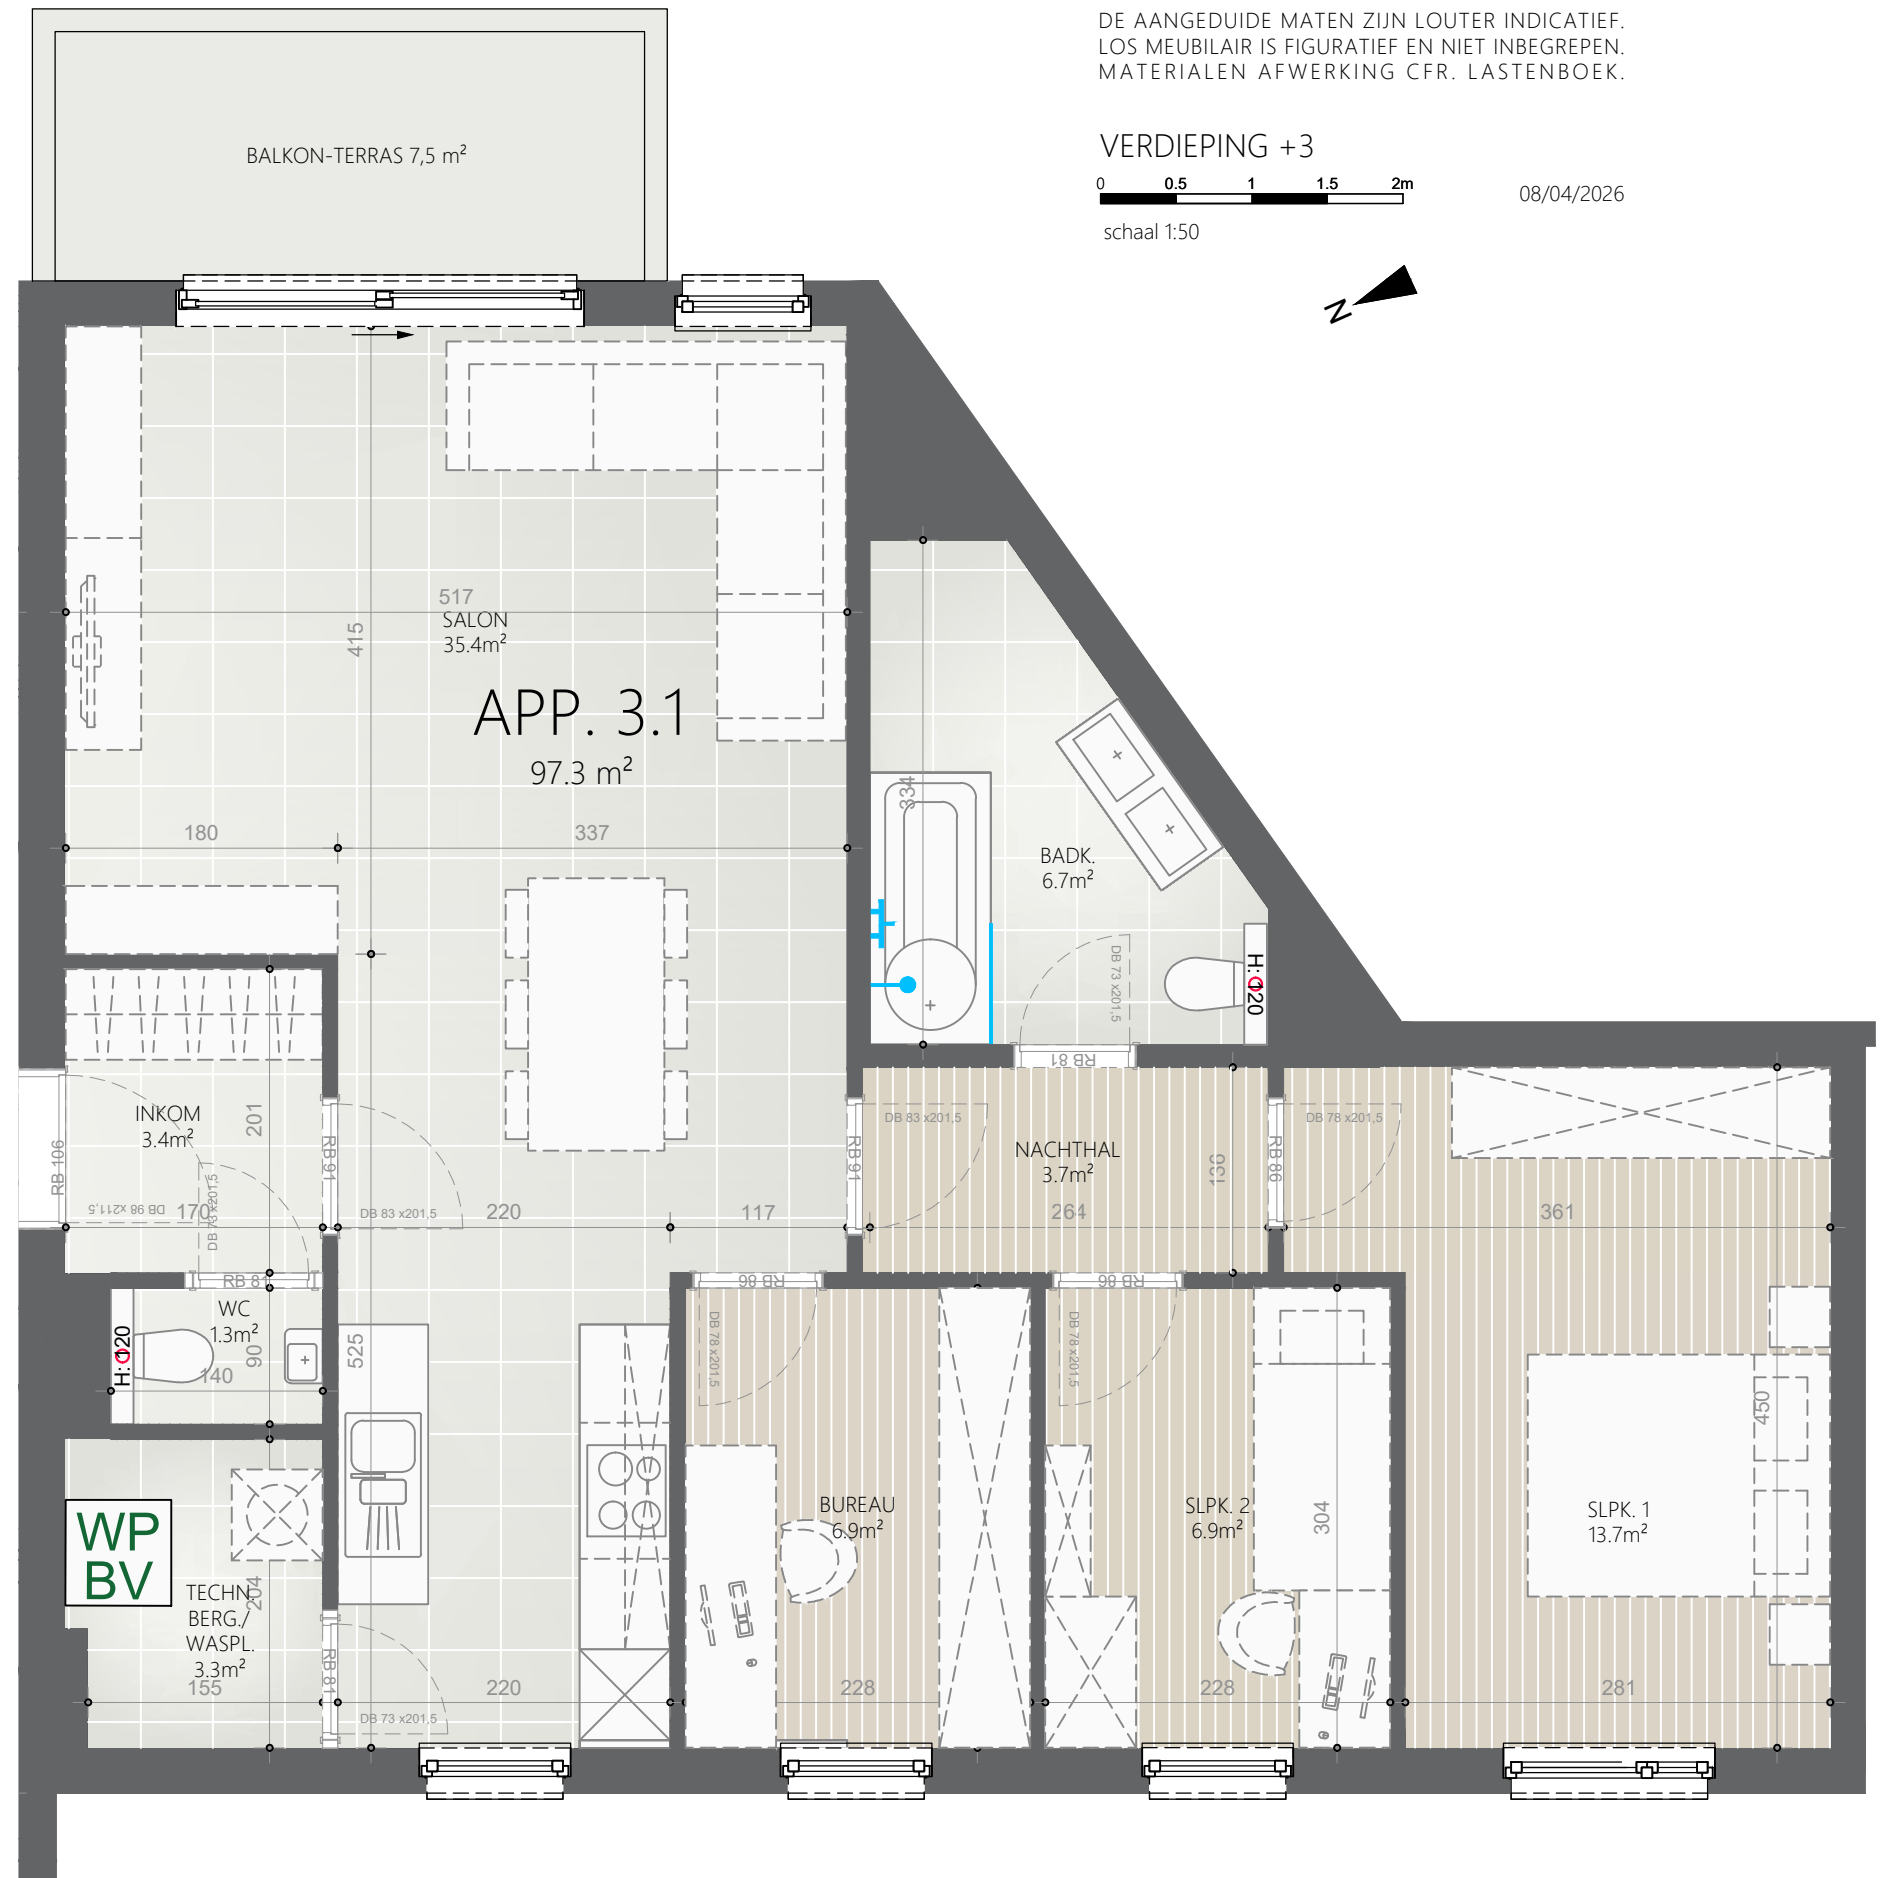 DE AANGEDUIDE MATEN ZIJN LOUTER INDICATIEF.
LOS MEUBILAIR IS FIGURATIEF EN NIET INBEGREPEN.
MATERIALEN AFWERKING CFR. LASTENBOEK.
VERDIEPING +3
0 0.5 1 1.5 2m
08/04/2026
schaal 1:50
N
BALKON-TERRAS 7,5 m²
517
SALON
35.4m²
415
APP. 3.1
97.3 m²
180
337
334
BADK.
6.7m²
DB 73 x201,5
H: 120
RB 81
INKOM
3.4m²
201
RB 106
DB 98 x211,5
170
DB 73 x201,5
RB 91
DB 83 x201,5
220
117
RB 91
DB 83 x201,5
NACHTHAL
3.7m²
136
264
RB 86
DB 78 x201,5
361
RB 81
WC
1.3m²
90
140
H: 120
525
RB 86
DB 78 x201,5
RB 86
DB 78 x201,5
450
BUREAU
6.9m²
SLPK. 2
6.9m²
304
SLPK. 1
13.7m²
WP
BV
TECHN.
BERG./
WASPL.
3.3m²
204
155
RB 81
DB 73 x201,5
220
228
228
281